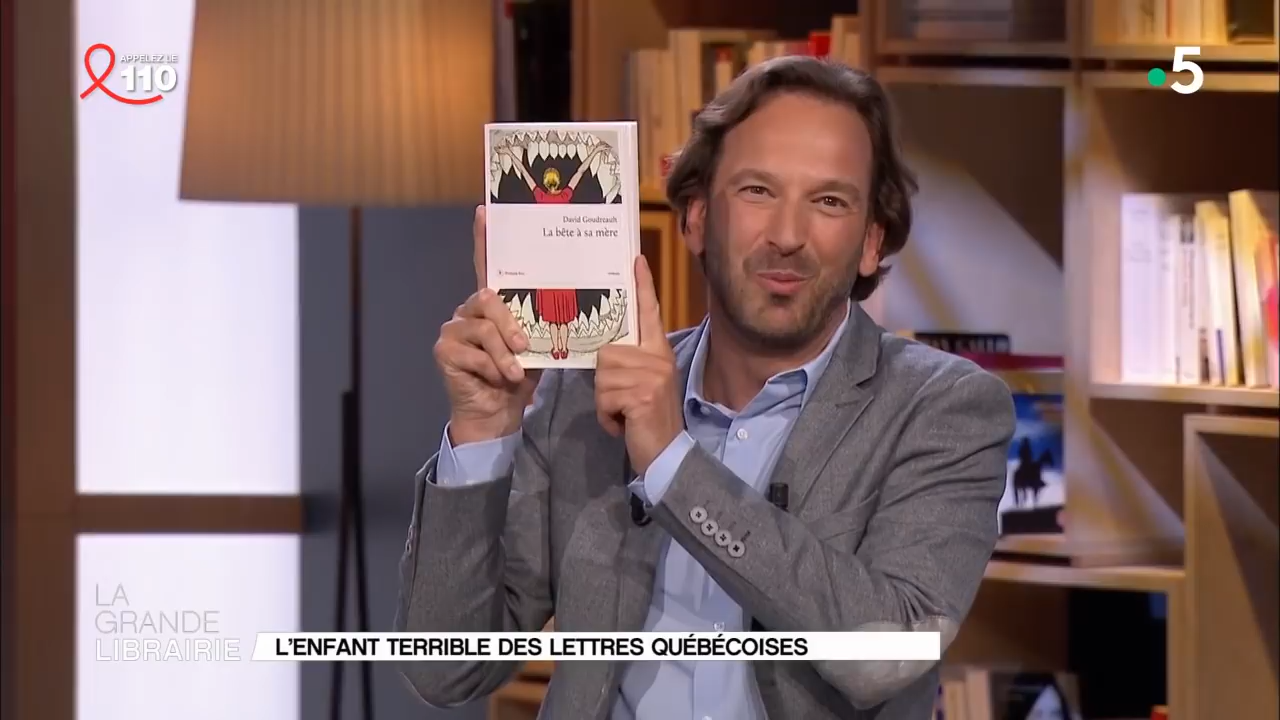 APPELEZ LE
110
5
David Goudreault
La bête à sa mère
LA
GRANDE
LIBRAIRIE
L'ENFANT TERRIBLE DES LETTRES QUÉBÉCOISES